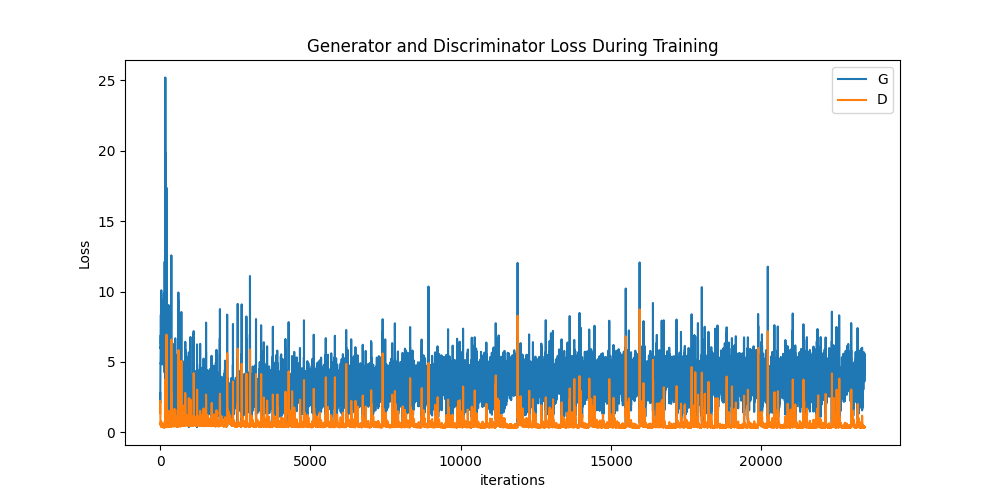 Generator and Discriminator Loss During Training
G
D
25
20
15
10
5
0
Loss
0
5000
10000
15000
20000
iterations